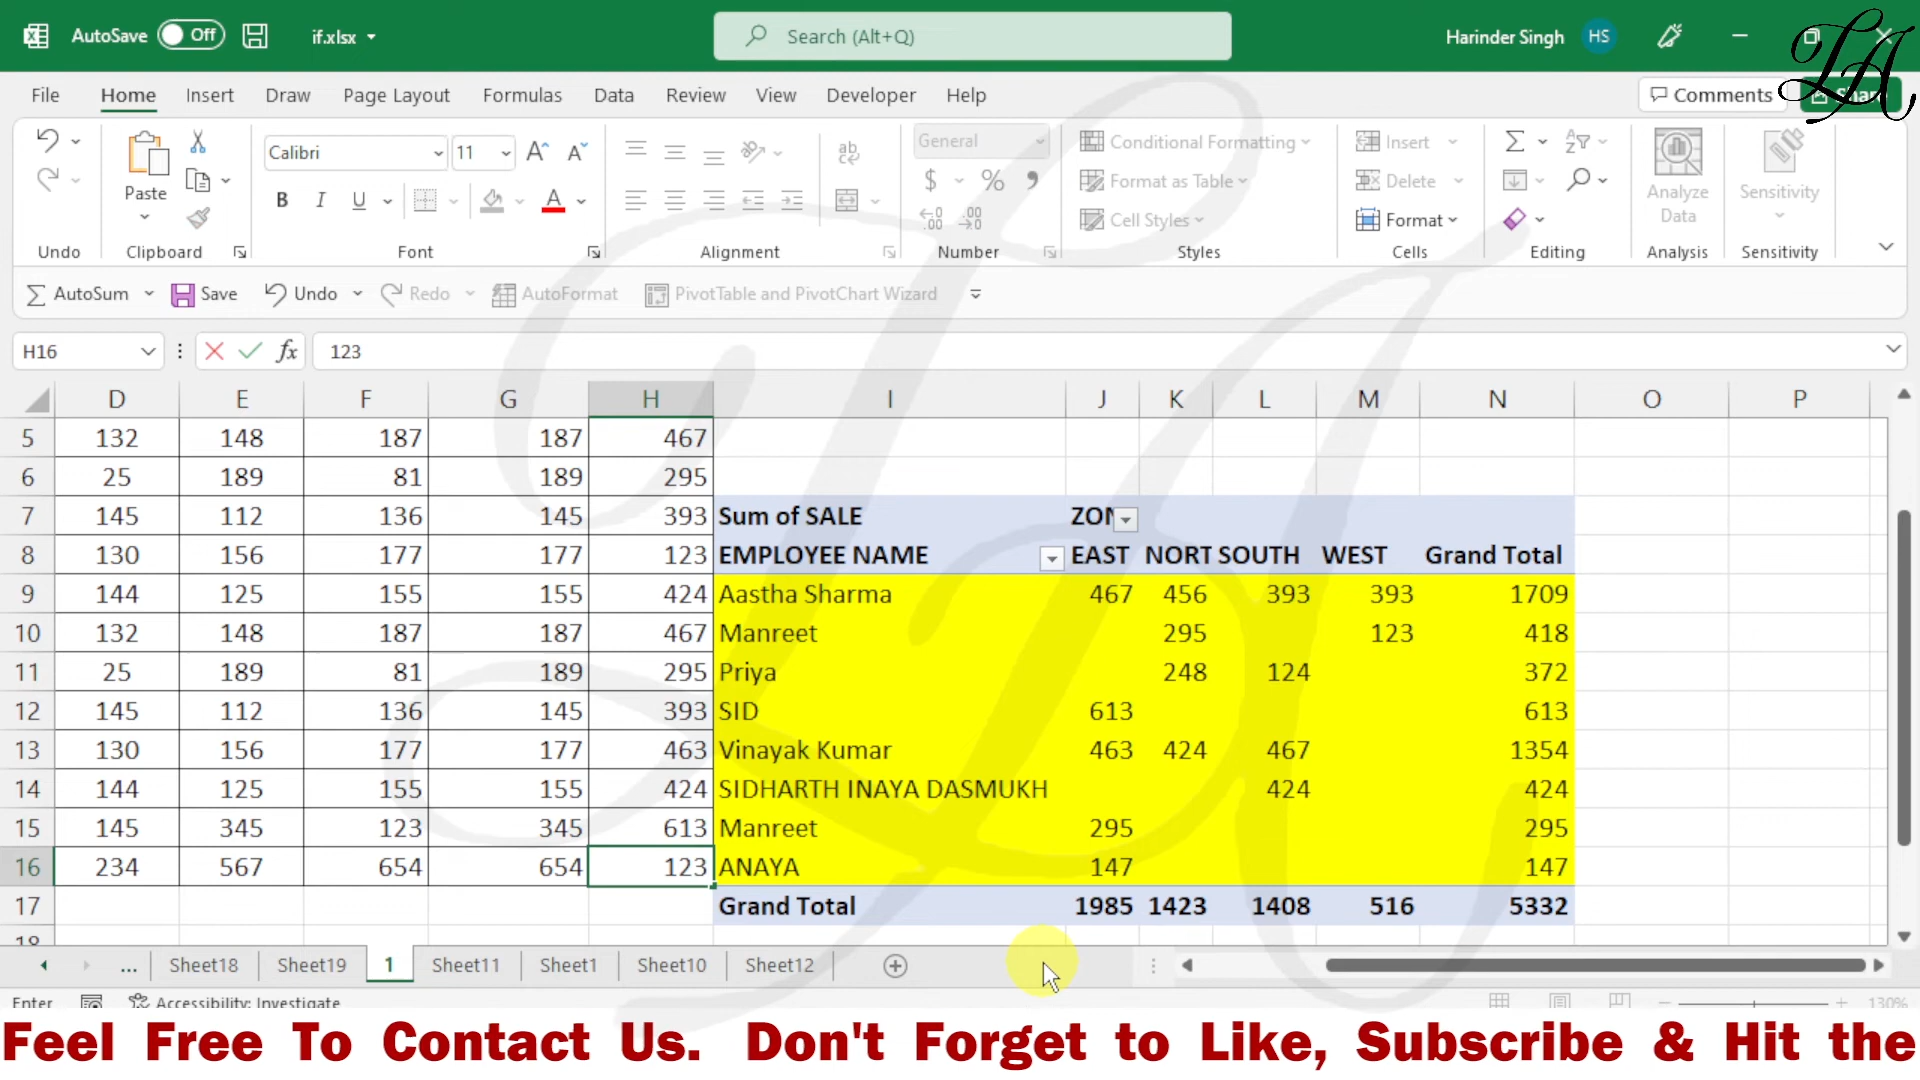 AutoSave Off if.xlsx Search (Alt+Q) Harinder Singh HS
File Home Insert Draw Page Layout Formulas Data Review View Developer Help Comments Share
LA
Paste Calibri 11 General Conditional Formatting Insert
Format as Table Delete Analyze Data Sensitivity
B I U A $ % Cell Styles Format
Undo Clipboard Font Alignment Number Styles Cells Editing Analysis Sensitivity
AutoSum Save Undo Redo AutoFormat PivotTable and PivotChart Wizard
H16 fx 123
D E F G H I J K L M N O P
5 132 148 187 187 467
6 25 189 81 189 295
7 145 112 136 145 393 Sum of SALE ZON
8 130 156 177 177 123 EMPLOYEE NAME EAST NORT SOUTH WEST Grand Total
9 144 125 155 155 424 Aastha Sharma 467 456 393 393 1709
10 132 148 187 187 467 Manreet 295 123 418
11 25 189 81 189 295 Priya 248 124 372
12 145 112 136 145 393 SID 613 613
13 130 156 177 177 463 Vinayak Kumar 463 424 467 1354
14 144 125 155 155 424 SIDHARTH INAYA DASMUKH 424 424
15 145 345 123 345 613 Manreet 295 295
16 234 567 654 654 123 ANAYA 147 147
17 Grand Total 1985 1423 1408 516 5332
18
... Sheet18 Sheet19 1 Sheet11 Sheet1 Sheet10 Sheet12
Enter Accessibility: Investigate 130%
Feel Free To Contact Us. Don't Forget to Like, Subscribe & Hit the